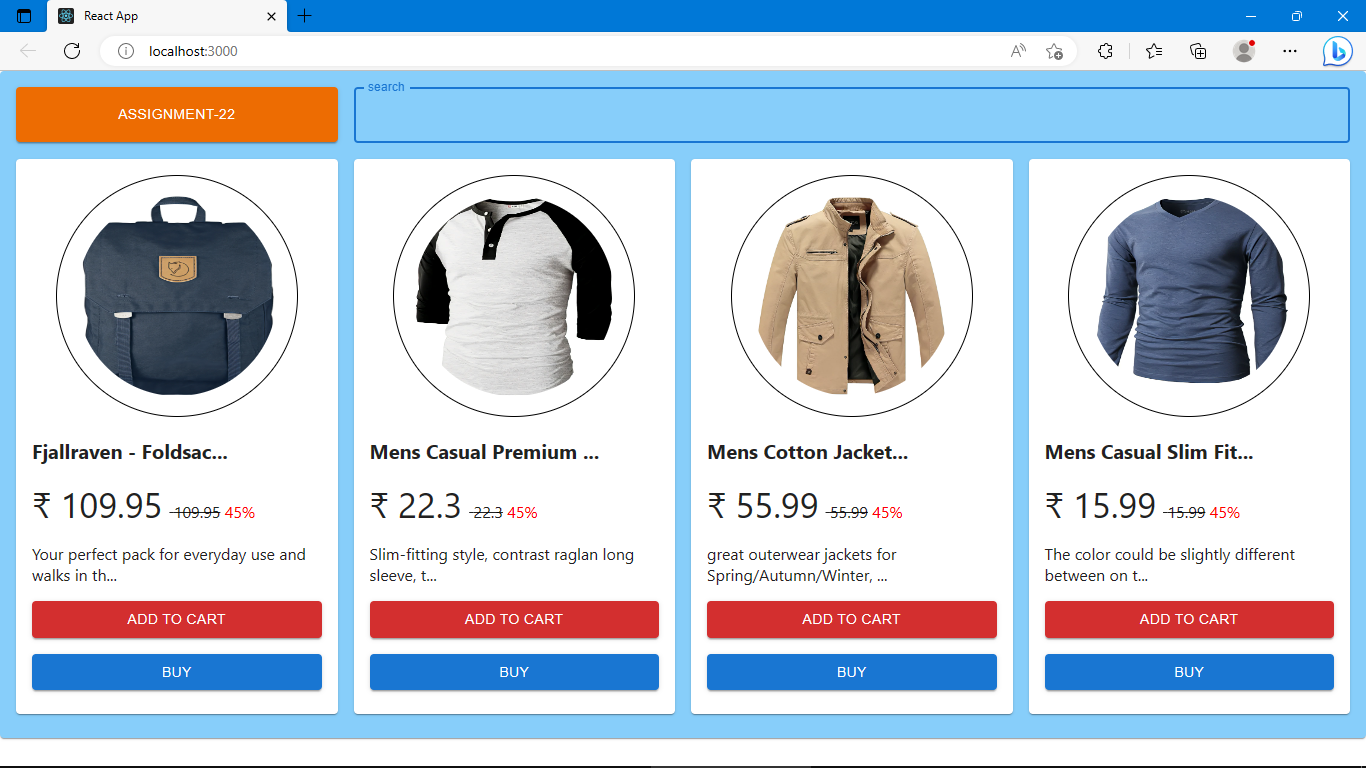 React App
localhost:3000
ASSIGNMENT-22
search
Fjallraven - Foldsac...
₹ 109.95 109.95 45%
Your perfect pack for everyday use and
walks in th...
ADD TO CART
BUY
Mens Casual Premium ...
₹ 22.3 22.3 45%
Slim-fitting style, contrast raglan long
sleeve, t...
ADD TO CART
BUY
Mens Cotton Jacket...
₹ 55.99 55.99 45%
great outerwear jackets for
Spring/Autumn/Winter, ...
ADD TO CART
BUY
Mens Casual Slim Fit...
₹ 15.99 15.99 45%
The color could be slightly different
between on t...
ADD TO CART
BUY